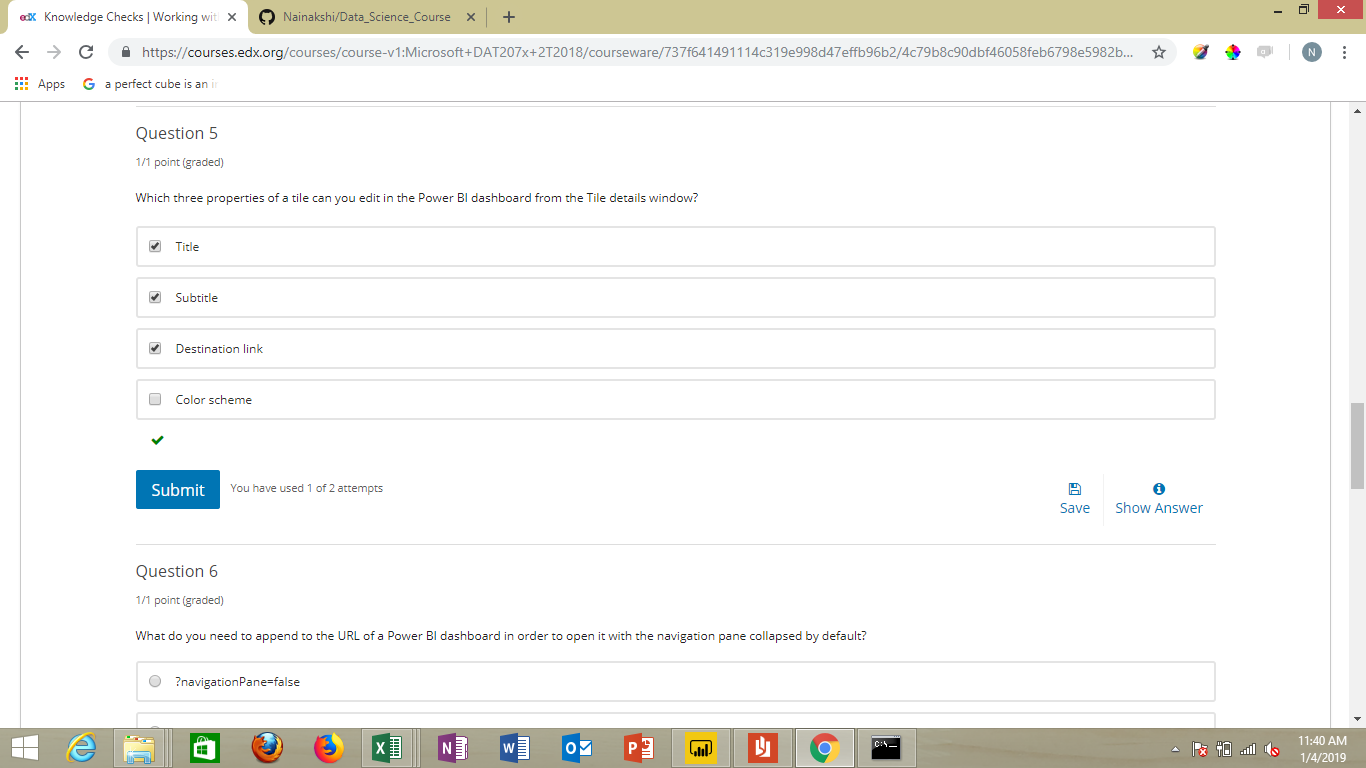 edX Knowledge Checks | Working wit
Nainakshi/Data_Science_Course
https://courses.edx.org/courses/course-v1:Microsoft+DAT207x+2T2018/courseware/737f641491114c319e998d47effb96b2/4c79b8c90dbf46058feb6798e5982b...
N
Apps
G a perfect cube is an i
Question 5
1/1 point (graded)
Which three properties of a tile can you edit in the Power BI dashboard from the Tile details window?
Title
Subtitle
Destination link
Color scheme
Submit
You have used 1 of 2 attempts
Save
Show Answer
Question 6
1/1 point (graded)
What do you need to append to the URL of a Power BI dashboard in order to open it with the navigation pane collapsed by default?
?navigationPane=false
11:40 AM
1/4/2019